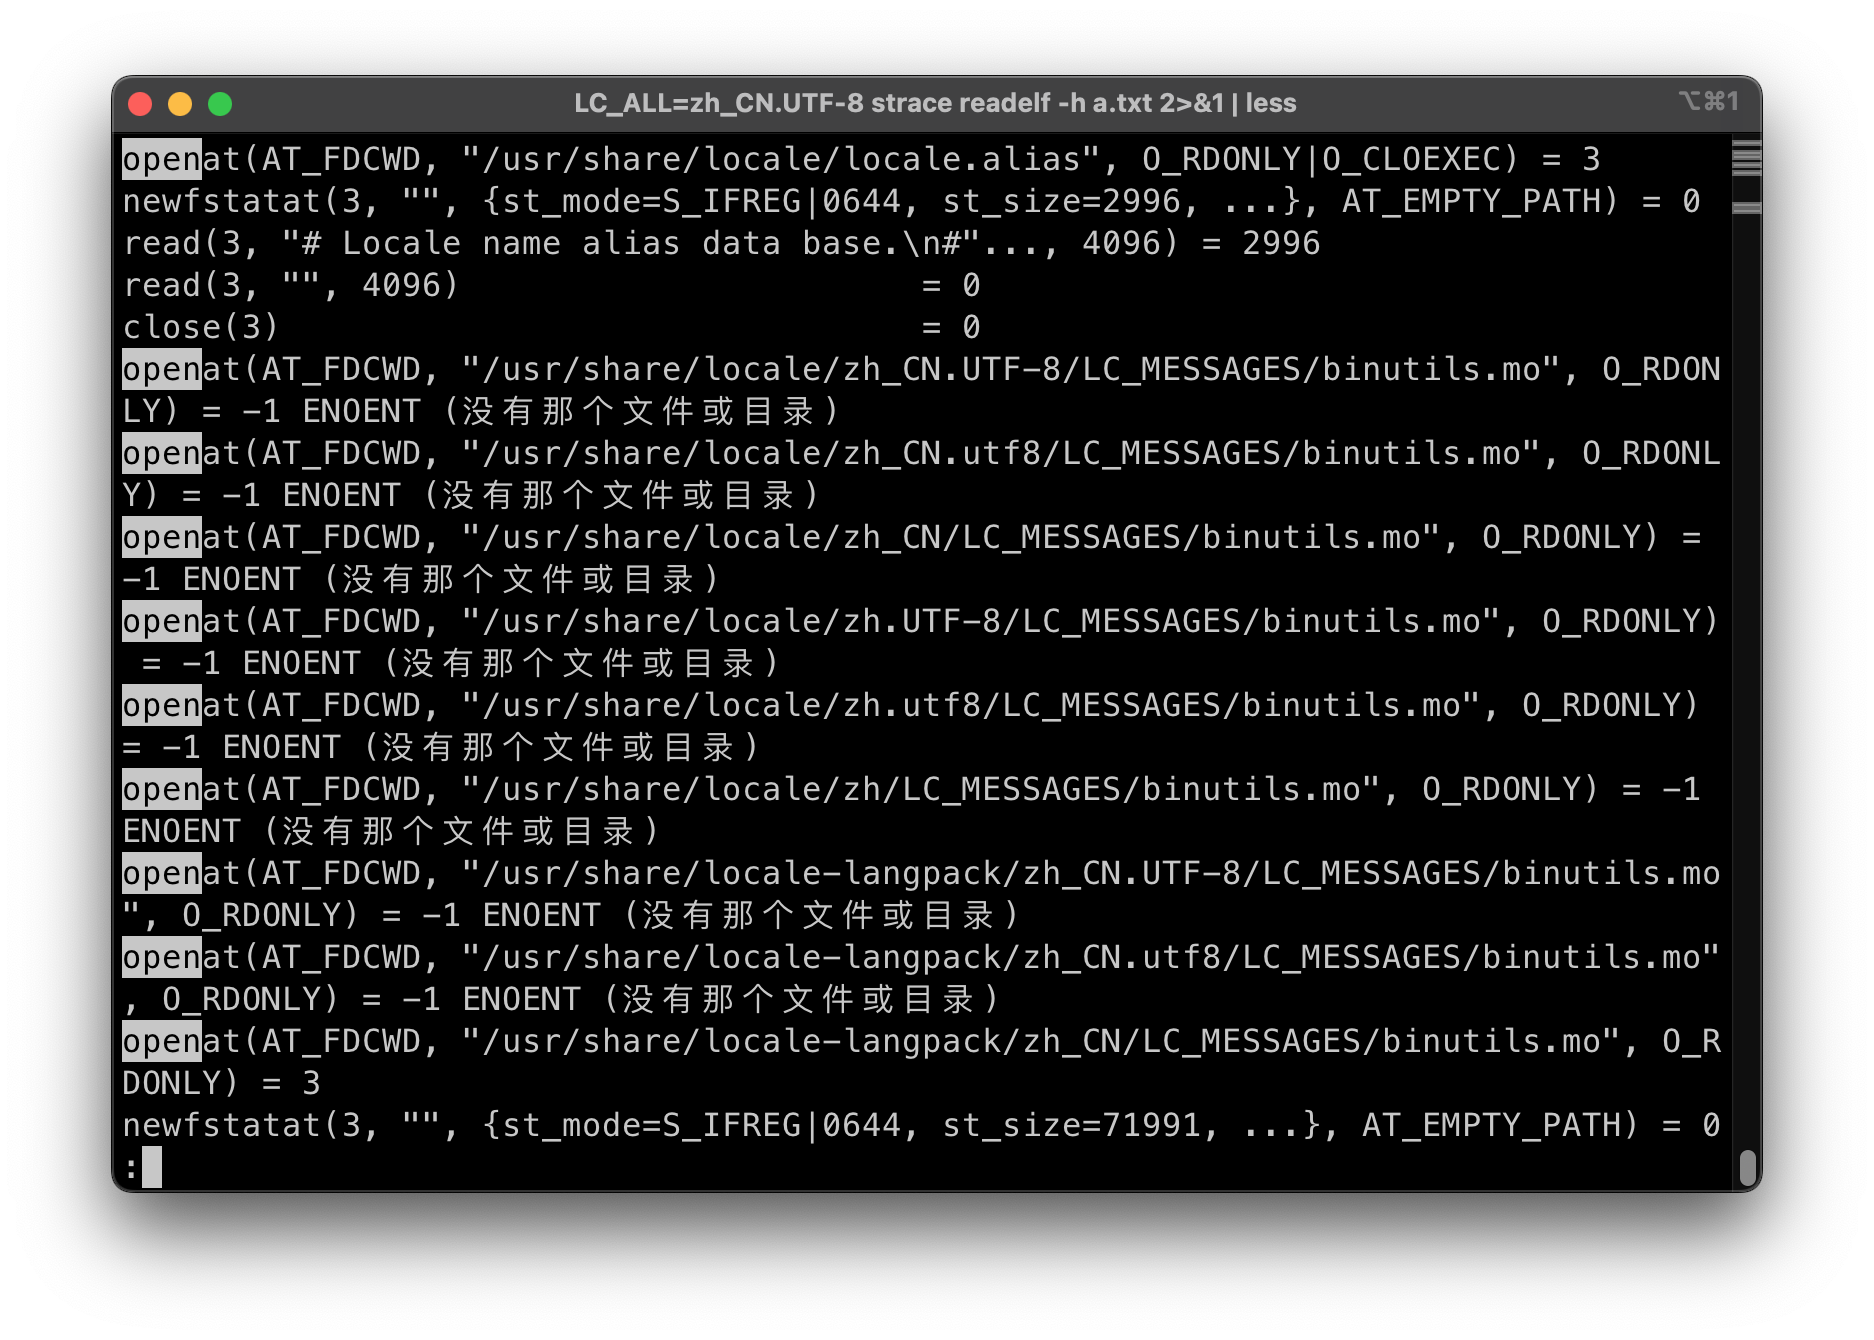 LC_ALL=zh_CN.UTF-8 strace readelf -h a.txt 2>&1 | less
⌥⌘1
openat(AT_FDCWD, "/usr/share/locale/locale.alias", O_RDONLY|O_CLOEXEC) = 3
newfstatat(3, "", {st_mode=S_IFREG|0644, st_size=2996, ...}, AT_EMPTY_PATH) = 0
read(3, "# Locale name alias data base.\n#"..., 4096) = 2996
read(3, "", 4096)                       = 0
close(3)                                = 0
openat(AT_FDCWD, "/usr/share/locale/zh_CN.UTF-8/LC_MESSAGES/binutils.mo", O_RDON
LY) = -1 ENOENT (没有那个文件或目录)
openat(AT_FDCWD, "/usr/share/locale/zh_CN.utf8/LC_MESSAGES/binutils.mo", O_RDONL
Y) = -1 ENOENT (没有那个文件或目录)
openat(AT_FDCWD, "/usr/share/locale/zh_CN/LC_MESSAGES/binutils.mo", O_RDONLY) =
-1 ENOENT (没有那个文件或目录)
openat(AT_FDCWD, "/usr/share/locale/zh.UTF-8/LC_MESSAGES/binutils.mo", O_RDONLY)
 = -1 ENOENT (没有那个文件或目录)
openat(AT_FDCWD, "/usr/share/locale/zh.utf8/LC_MESSAGES/binutils.mo", O_RDONLY)
= -1 ENOENT (没有那个文件或目录)
openat(AT_FDCWD, "/usr/share/locale/zh/LC_MESSAGES/binutils.mo", O_RDONLY) = -1
ENOENT (没有那个文件或目录)
openat(AT_FDCWD, "/usr/share/locale-langpack/zh_CN.UTF-8/LC_MESSAGES/binutils.mo
", O_RDONLY) = -1 ENOENT (没有那个文件或目录)
openat(AT_FDCWD, "/usr/share/locale-langpack/zh_CN.utf8/LC_MESSAGES/binutils.mo"
, O_RDONLY) = -1 ENOENT (没有那个文件或目录)
openat(AT_FDCWD, "/usr/share/locale-langpack/zh_CN/LC_MESSAGES/binutils.mo", O_R
DONLY) = 3
newfstatat(3, "", {st_mode=S_IFREG|0644, st_size=71991, ...}, AT_EMPTY_PATH) = 0
: